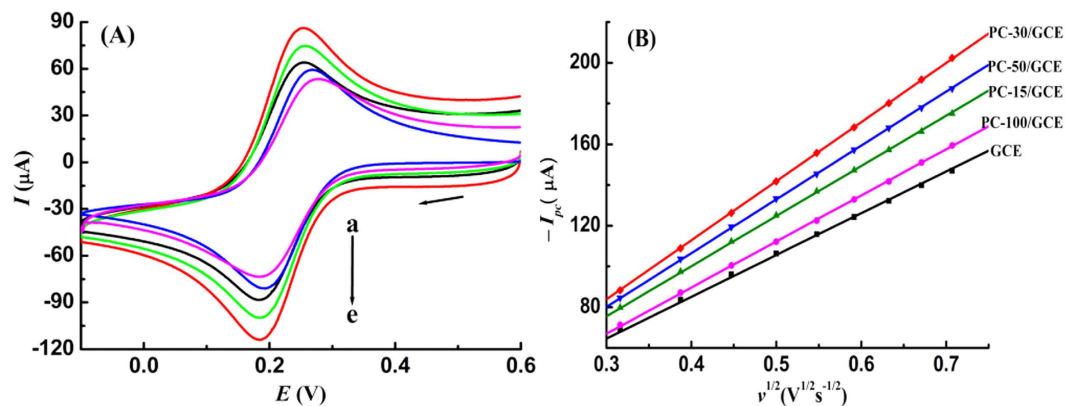 (A)
I (μA)
90
60
30
0
-30
-60
-90
-120
0.0
0.2
0.4
0.6
E (V)
a
e
(B)
– Ipc( μA)
200
160
120
80
0.3
0.4
0.5
0.6
0.7
v1/2(V1/2s-1/2)
PC-30/GCE
PC-50/GCE
PC-15/GCE
PC-100/GCE
GCE